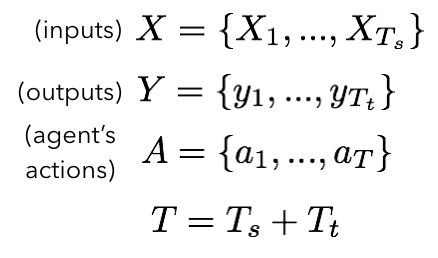 (inputs) X = {X_1, ..., X_{T_s}}
(outputs) Y = {y_1, ..., y_{T_t}}
(agent's
actions) A = {a_1, ..., a_T}
T = T_s + T_t